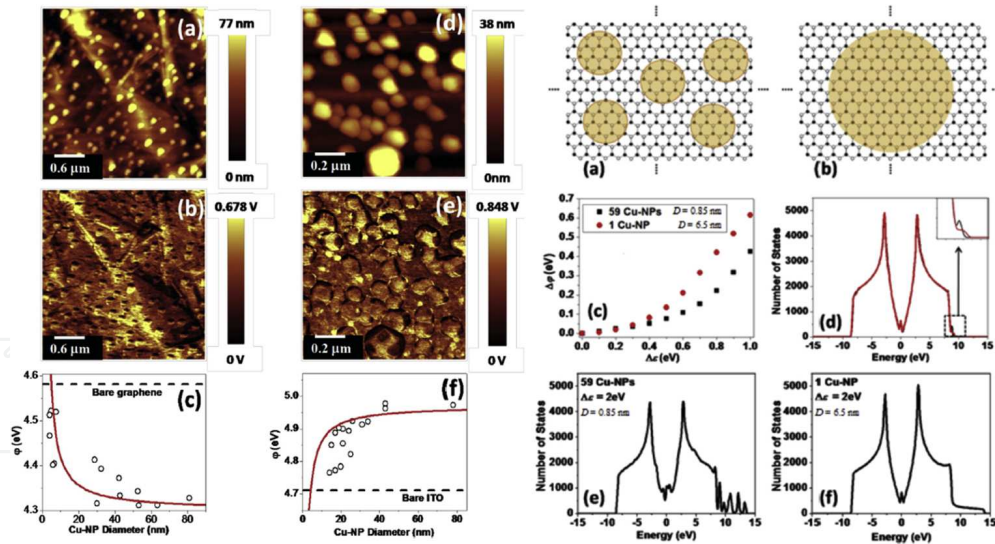 (a)
77 nm
0 nm
0.6 μm
(d)
38 nm
0nm
0.2 μm
(b)
0.678 V
0 V
0.6 μm
(e)
0.848 V
0 V
0.2 μm
(c)
Bare graphene
4.6
4.5
4.4
4.3
φ (eV)
0 20 40 60 80
Cu-NP Diameter (nm)
(f)
Bare ITO
5.0
4.9
4.8
4.7
φ (eV)
0 20 40 60 80
Cu-NP Diameter (nm)
(a)
(b)
(c)
59 Cu-NPs D = 0.85 nm
1 Cu-NP D = 6.5 nm
0.7
0.6
0.5
0.4
0.3
0.2
0.1
0.0
Δφ (eV)
0.0 0.2 0.4 0.6 0.8 1.0
Δε (eV)
(d)
5000
4000
3000
2000
1000
0
Number of States
-15 -10 -5 0 5 10 15
Energy (eV)
59 Cu-NPs
Δε = 2eV
D = 0.85 nm
(e)
5000
4000
3000
2000
1000
0
Number of States
-15 -10 -5 0 5 10 15
Energy (eV)
1 Cu-NP
Δε = 2eV
D = 6.5 nm
(f)
5000
4000
3000
2000
1000
0
Number of States
-15 -10 -5 0 5 10 15
Energy (eV)